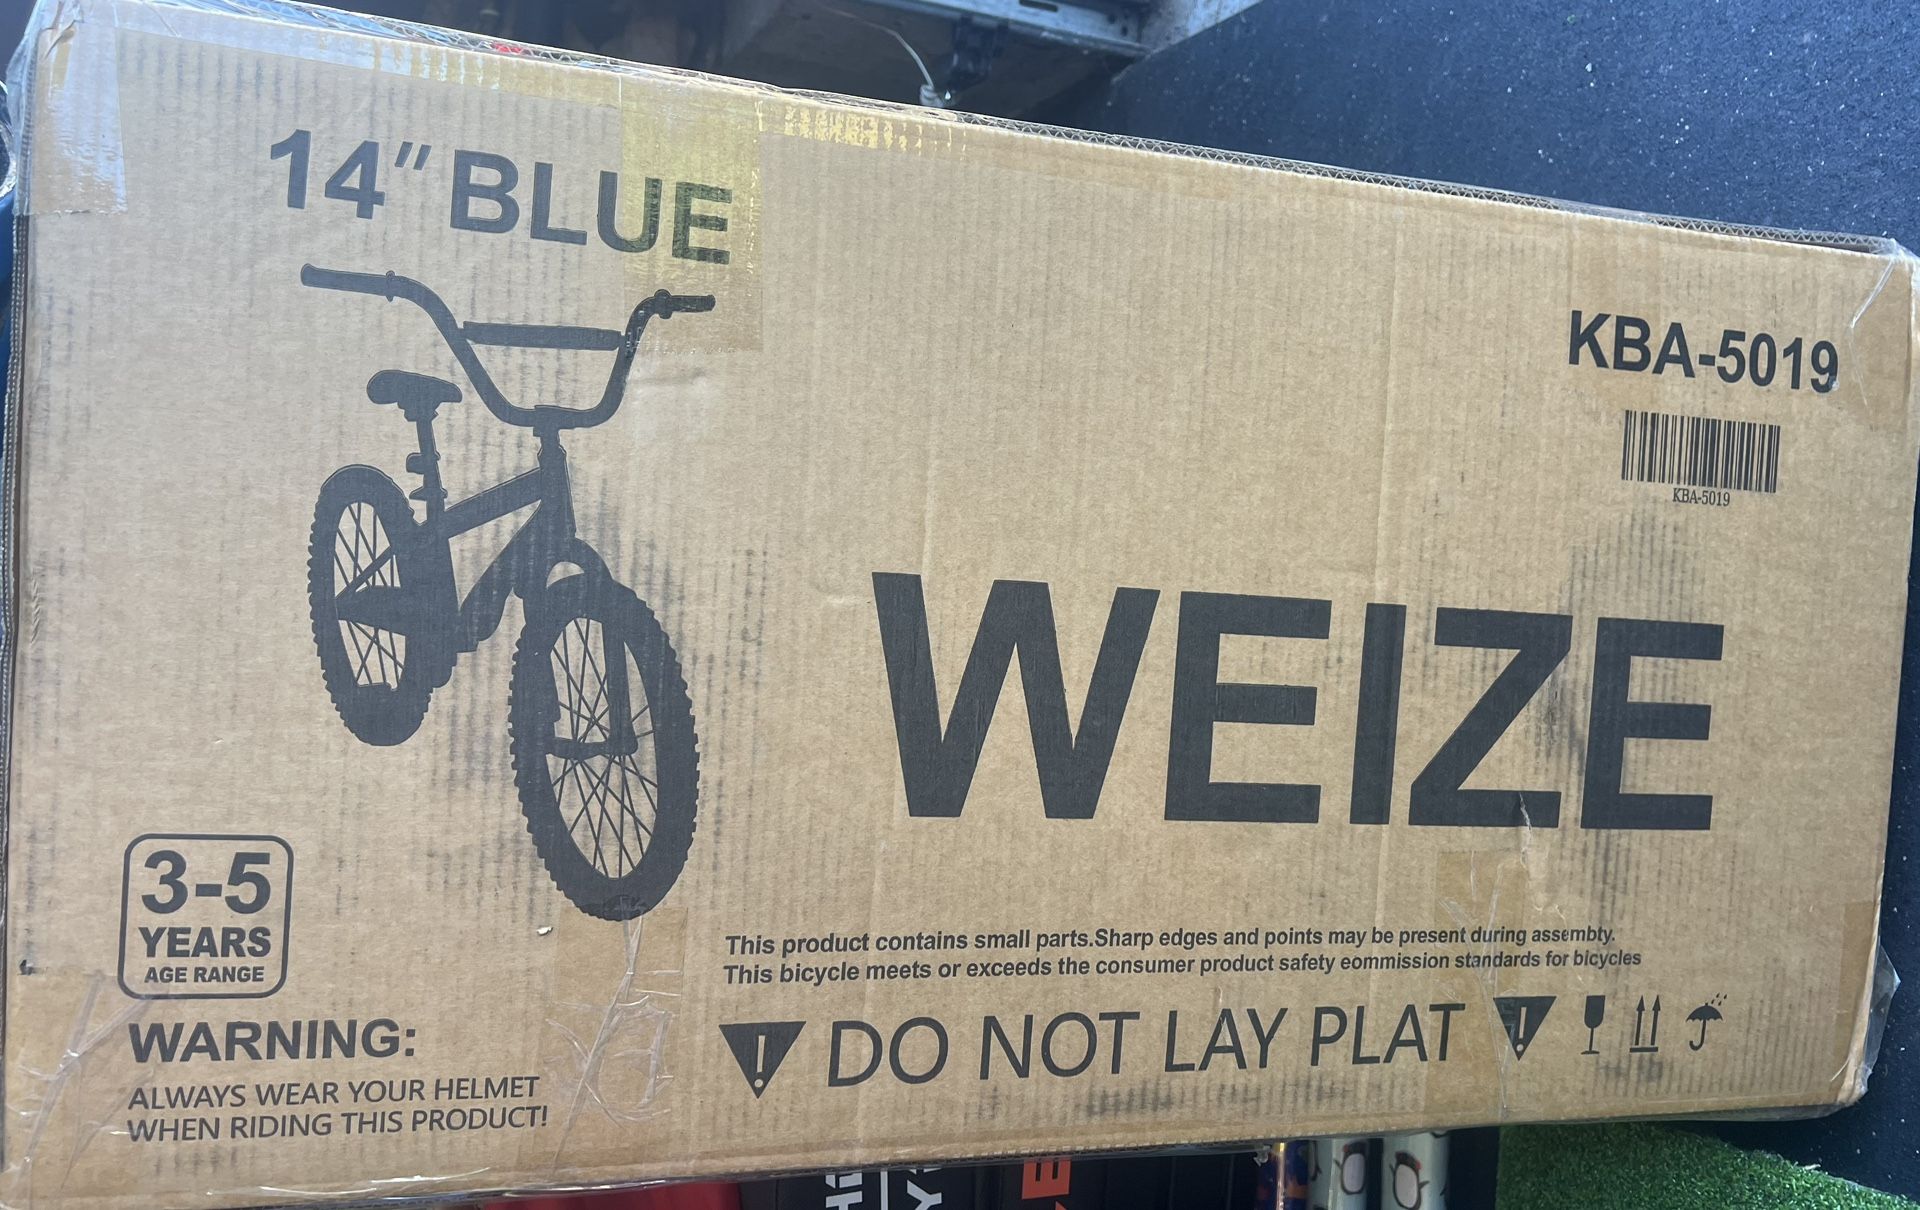 14" BLUE
KBA-5019
KBA-5019
WEIZE
3-5
YEARS
AGE RANGE
This product contains small parts.Sharp edges and points may be present during assembty.
This bicycle meets or exceeds the consumer product safety eommission standards for bicycles
WARNING:
ALWAYS WEAR YOUR HELMET
WHEN RIDING THIS PRODUCT!
DO NOT LAY PLAT